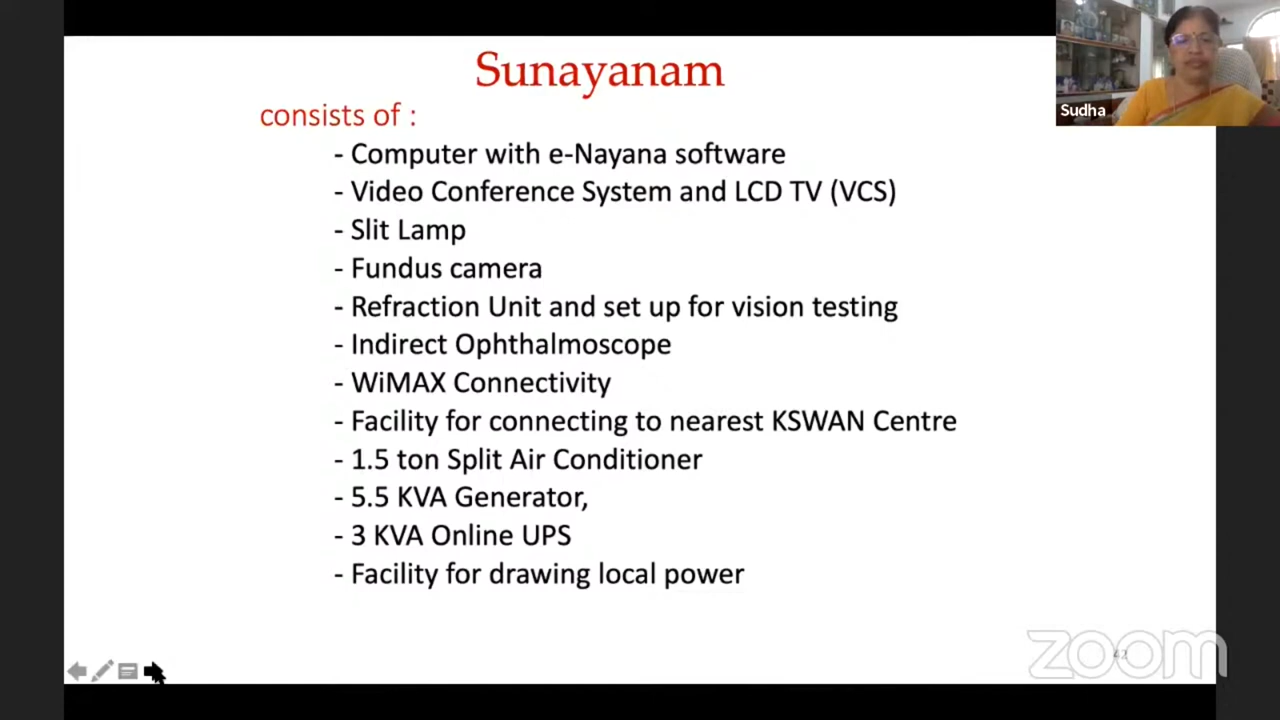 Sunayanam
consists of :
- Computer with e-Nayana software
- Video Conference System and LCD TV (VCS)
- Slit Lamp
- Fundus camera
- Refraction Unit and set up for vision testing
- Indirect Ophthalmoscope
- WiMAX Connectivity
- Facility for connecting to nearest KSWAN Centre
- 1.5 ton Split Air Conditioner
- 5.5 KVA Generator,
- 3 KVA Online UPS
- Facility for drawing local power
Sudha
42
zoom